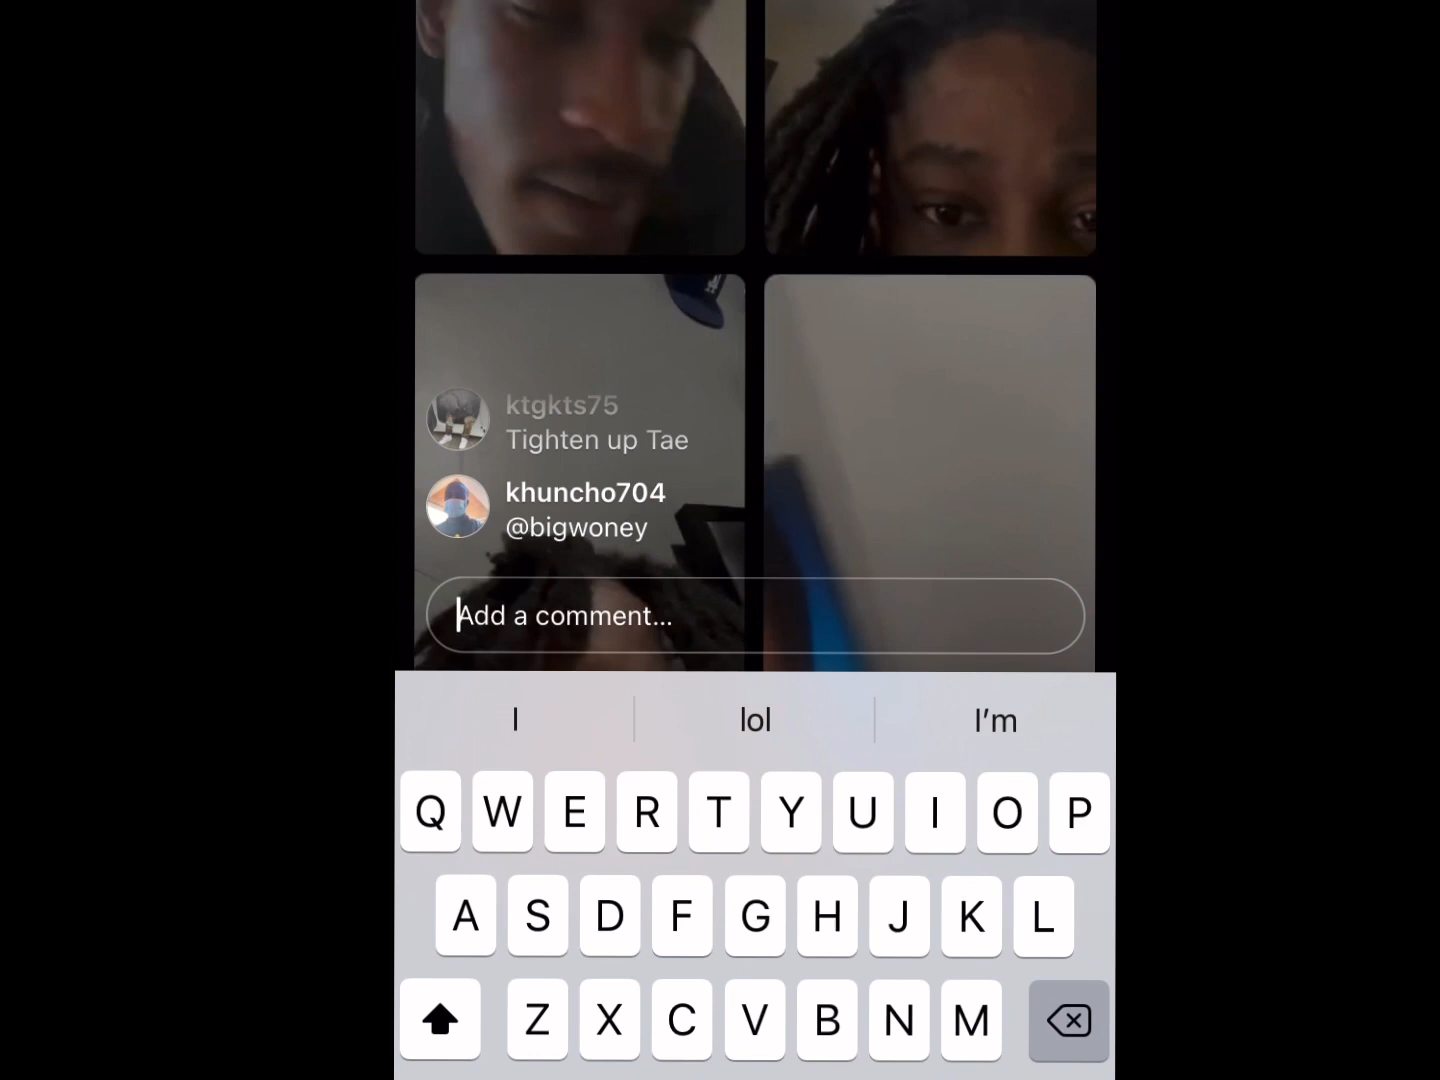 ktgkts75
Tighten up Tae
khuncho704
@bigwoney
Add a comment...
I
lol
I'm
Q W E R T Y U I O P
A S D F G H J K L
Z X C V B N M